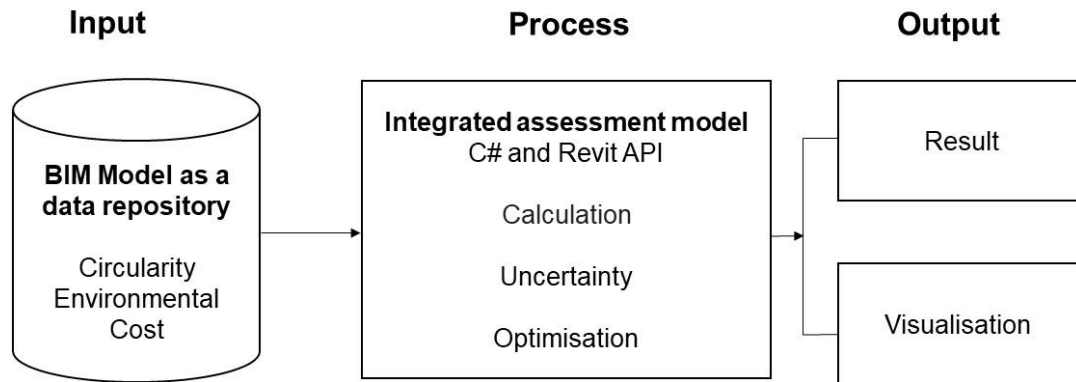 Input
Process
Output
BIM Model as a
data repository
Circularity
Environmental
Cost
Integrated assessment model
C# and Revit API
Calculation
Uncertainty
Optimisation
Result
Visualisation